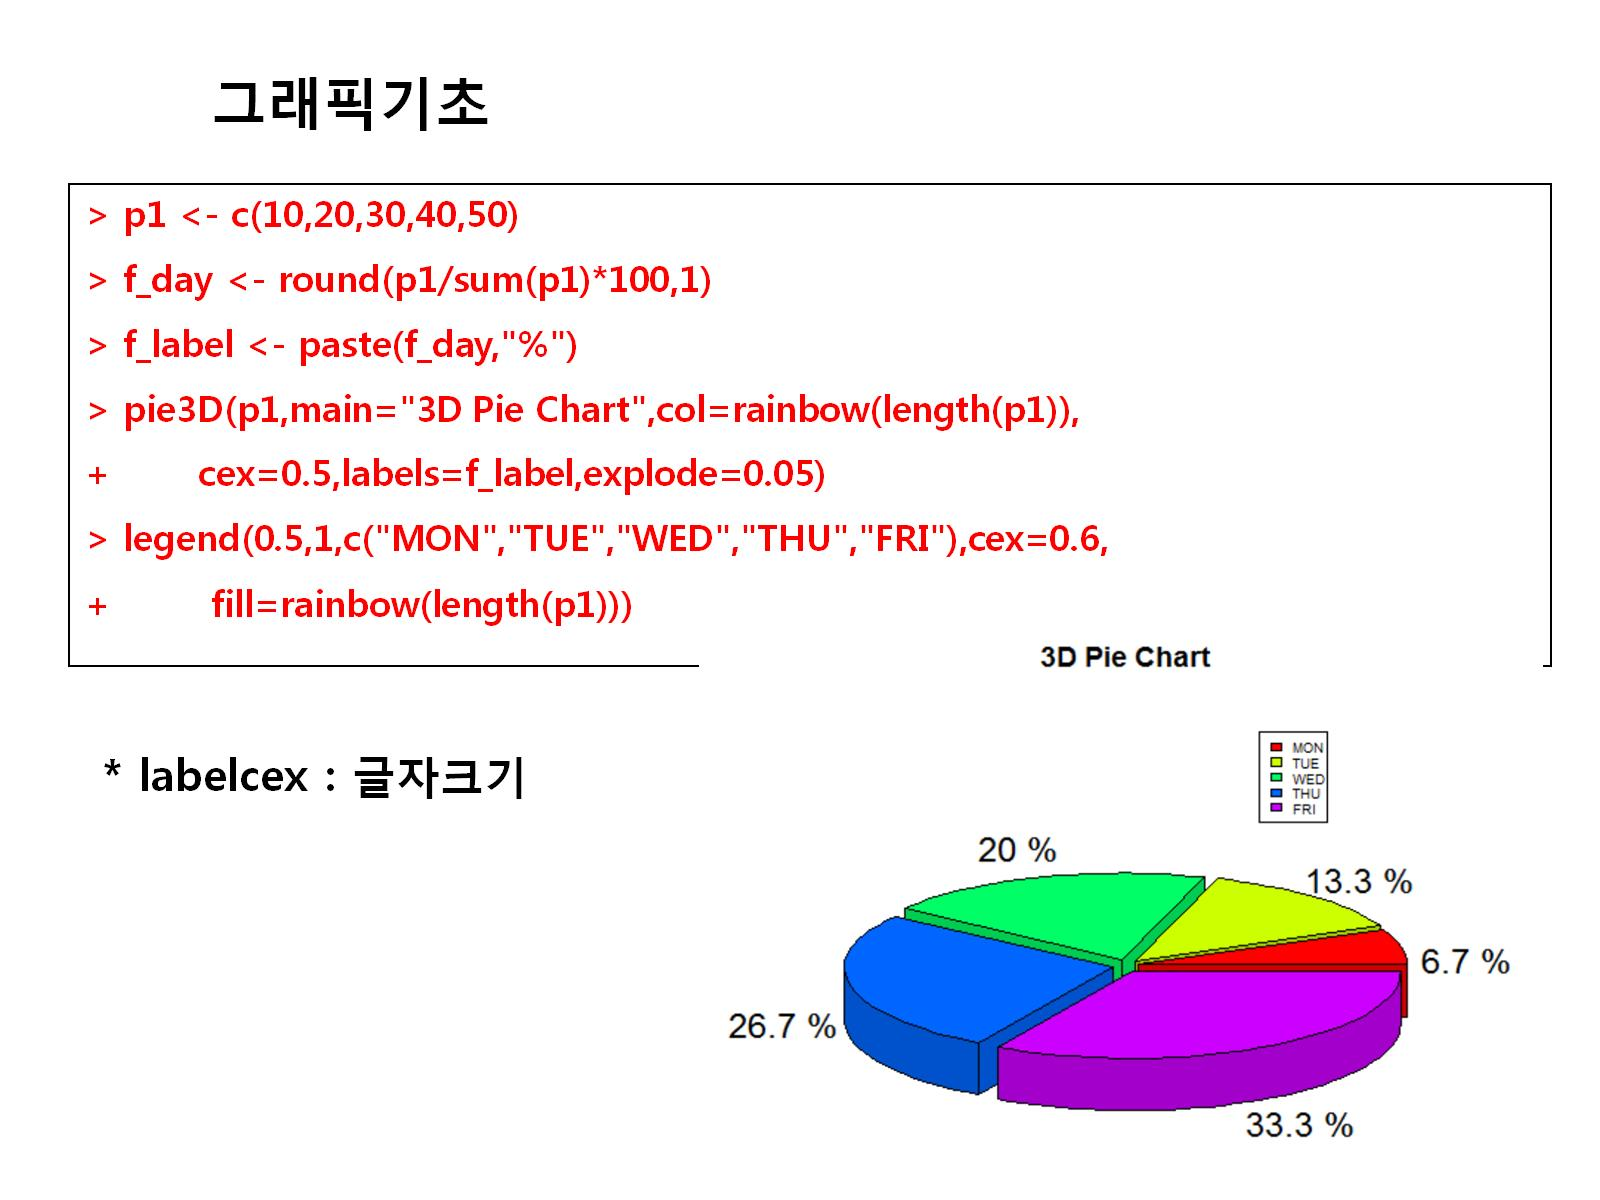 그래픽기초
> p1 <- c(10,20,30,40,50)
> f_day <- round(p1/sum(p1)*100,1)
> f_label <- paste(f_day,"%")
> pie3D(p1,main="3D Pie Chart",col=rainbow(length(p1)),
+ cex=0.5,labels=f_label,explode=0.05)
> legend(0.5,1,c("MON","TUE","WED","THU","FRI"),cex=0.6,
+ fill=rainbow(length(p1)))
* labelcex : 글자크기
3D Pie Chart
MON
TUE
WED
THU
FRI
20 %
13.3 %
6.7 %
26.7 %
33.3 %